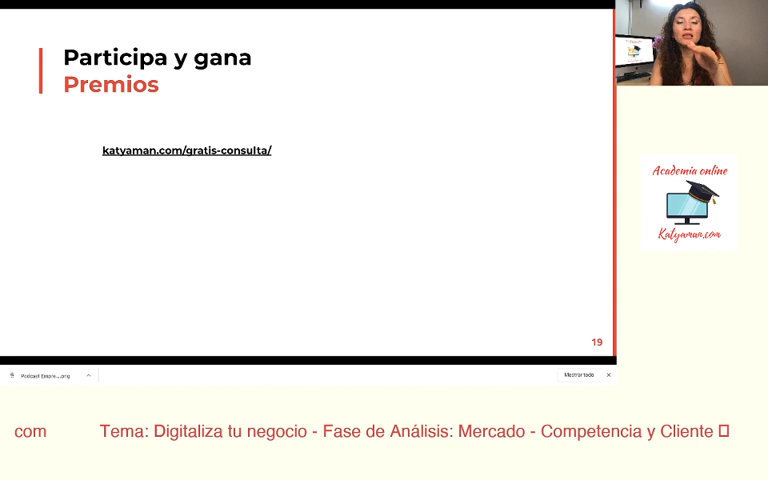 Participa y gana
Premios
katyaman.com/gratis-consulta/
Academia online
Katyaman.com
19
Mostrar todo
com
Tema: Digitaliza tu negocio - Fase de Análisis: Mercado - Competencia y Cliente